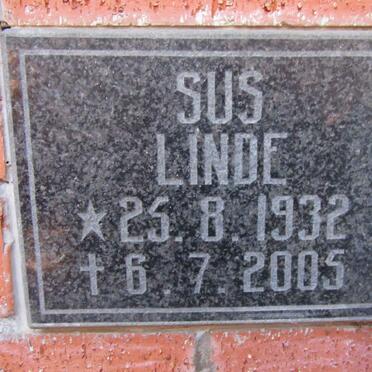 SUS
LINDE
★ 25.8.1932
✝ 6.7.2005